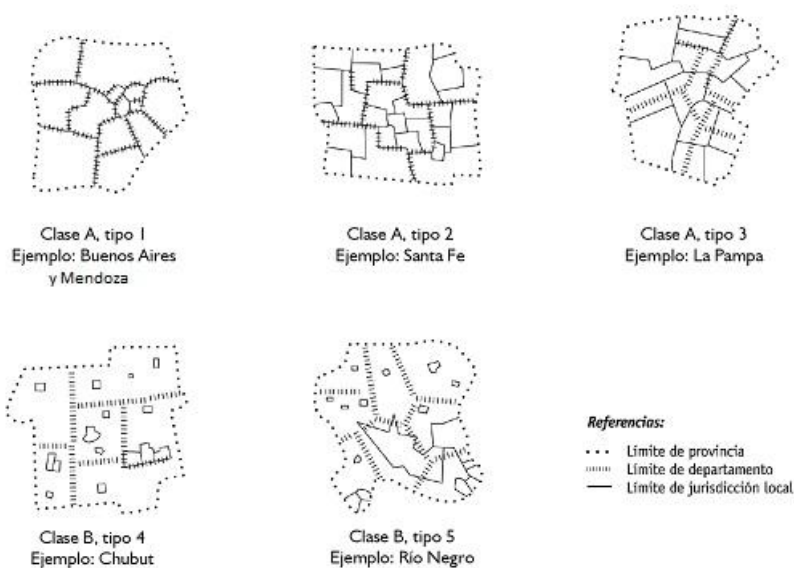 Clase A, tipo 1
Ejemplo: Buenos Aires
y Mendoza
Clase A, tipo 2
Ejemplo: Santa Fe
Clase A, tipo 3
Ejemplo: La Pampa
Clase B, tipo 4
Ejemplo: Chubut
Clase B, tipo 5
Ejemplo: Río Negro
Referencias:
Límite de provincia
Límite de departamento
Límite de jurisdicción local